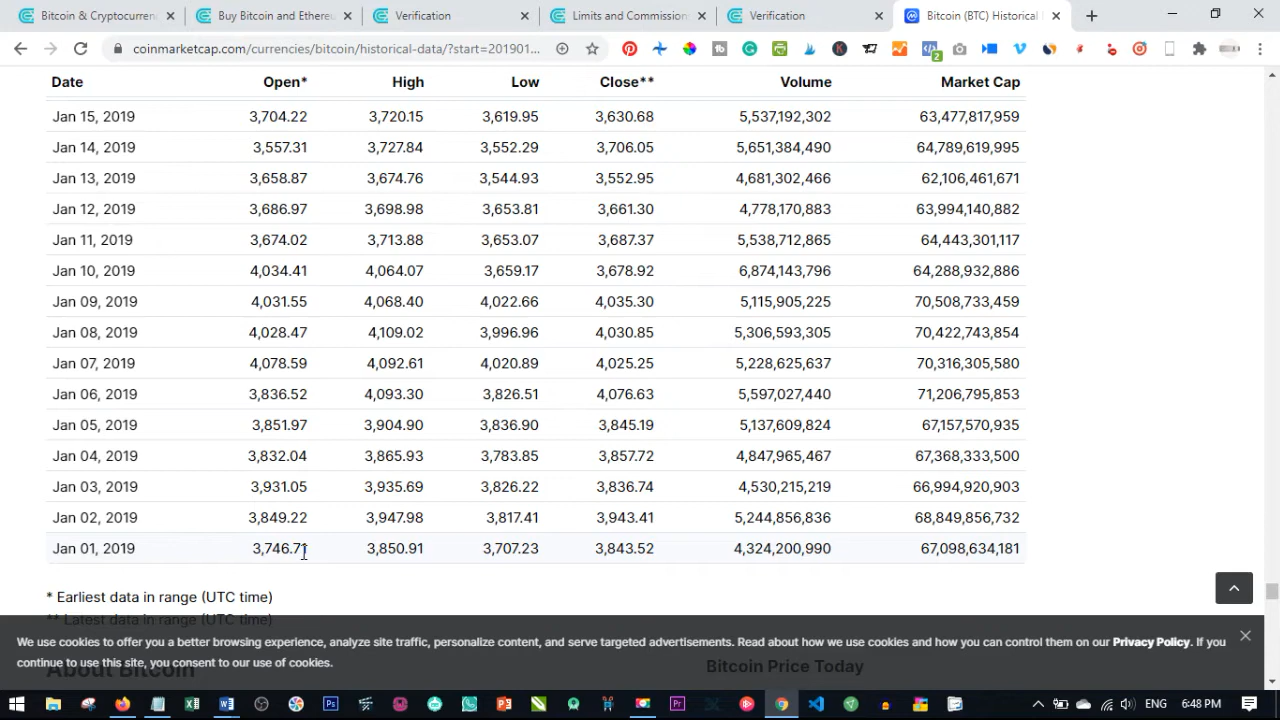 Bitcoin & Cryptocurren
Buy Bitcoin and Ethereu
Verification
Limits and Commission
Verification
Bitcoin (BTC) Historical
coinmarketcap.com/currencies/bitcoin/historical-data/?start=201901...
Date Open* High Low Close** Volume Market Cap
Jan 15, 2019 3,704.22 3,720.15 3,619.95 3,630.68 5,537,192,302 63,477,817,959
Jan 14, 2019 3,557.31 3,727.84 3,552.29 3,706.05 5,651,384,490 64,789,619,995
Jan 13, 2019 3,658.87 3,674.76 3,544.93 3,552.95 4,681,302,466 62,106,461,671
Jan 12, 2019 3,686.97 3,698.98 3,653.81 3,661.30 4,778,170,883 63,994,140,882
Jan 11, 2019 3,674.02 3,713.88 3,653.07 3,687.37 5,538,712,865 64,443,301,117
Jan 10, 2019 4,034.41 4,064.07 3,659.17 3,678.92 6,874,143,796 64,288,932,886
Jan 09, 2019 4,031.55 4,068.40 4,022.66 4,035.30 5,115,905,225 70,508,733,459
Jan 08, 2019 4,028.47 4,109.02 3,996.96 4,030.85 5,306,593,305 70,422,743,854
Jan 07, 2019 4,078.59 4,092.61 4,020.89 4,025.25 5,228,625,637 70,316,305,580
Jan 06, 2019 3,836.52 4,093.30 3,826.51 4,076.63 5,597,027,440 71,206,795,853
Jan 05, 2019 3,851.97 3,904.90 3,836.90 3,845.19 5,137,609,824 67,157,570,935
Jan 04, 2019 3,832.04 3,865.93 3,783.85 3,857.72 4,847,965,467 67,368,333,500
Jan 03, 2019 3,931.05 3,935.69 3,826.22 3,836.74 4,530,215,219 66,994,920,903
Jan 02, 2019 3,849.22 3,947.98 3,817.41 3,943.41 5,244,856,836 68,849,856,732
Jan 01, 2019 3,746.71 3,850.91 3,707.23 3,843.52 4,324,200,990 67,098,634,181
* Earliest data in range (UTC time)
** Latest data in range (UTC time)
We use cookies to offer you a better browsing experience, analyze site traffic, personalize content, and serve targeted advertisements. Read about how we use cookies and how you can control them on our Privacy Policy. If you
continue to use this site, you consent to our use of cookies.
About Bitcoin
Bitcoin Price Today
ENG 6:48 PM